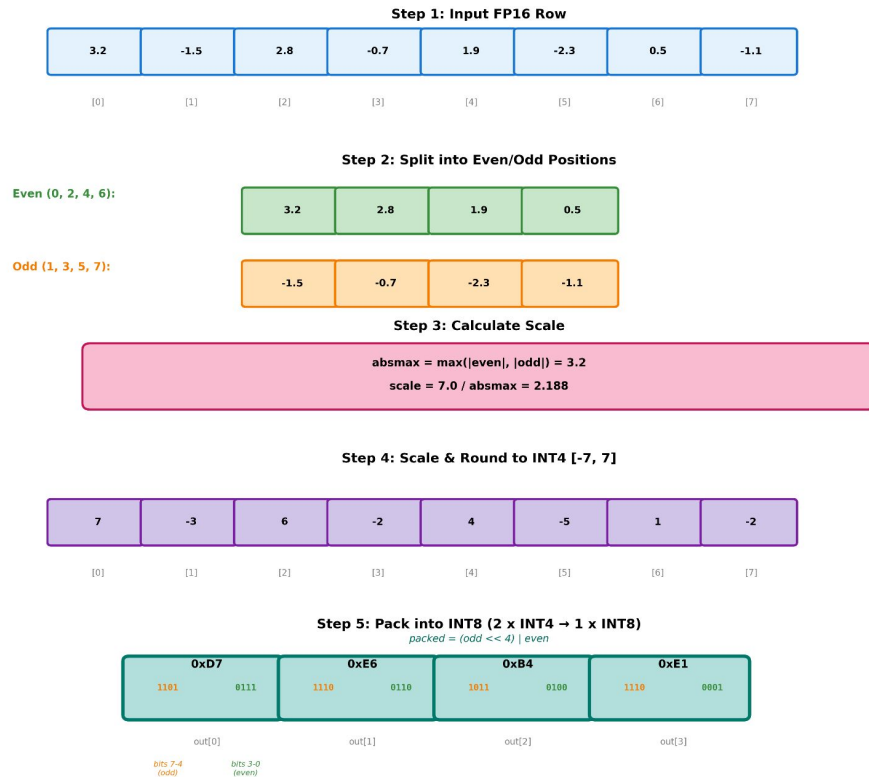 Step 1: Input FP16 Row
3.2 -1.5 2.8 -0.7 1.9 -2.3 0.5 -1.1
[0] [1] [2] [3] [4] [5] [6] [7]
Step 2: Split into Even/Odd Positions
Even (0, 2, 4, 6):
3.2 2.8 1.9 0.5
Odd (1, 3, 5, 7):
-1.5 -0.7 -2.3 -1.1
Step 3: Calculate Scale
absmax = max(|even|, |odd|) = 3.2
scale = 7.0 / absmax = 2.188
Step 4: Scale & Round to INT4 [-7, 7]
7 -3 6 -2 4 -5 1 -2
[0] [1] [2] [3] [4] [5] [6] [7]
Step 5: Pack into INT8 (2 x INT4 → 1 x INT8)
packed = (odd << 4) | even
0xD7 0xE6 0xB4 0xE1
1101 0111 1110 0110 1011 0100 1110 0001
out[0] out[1] out[2] out[3]
bits 7-4 bits 3-0
(odd) (even)